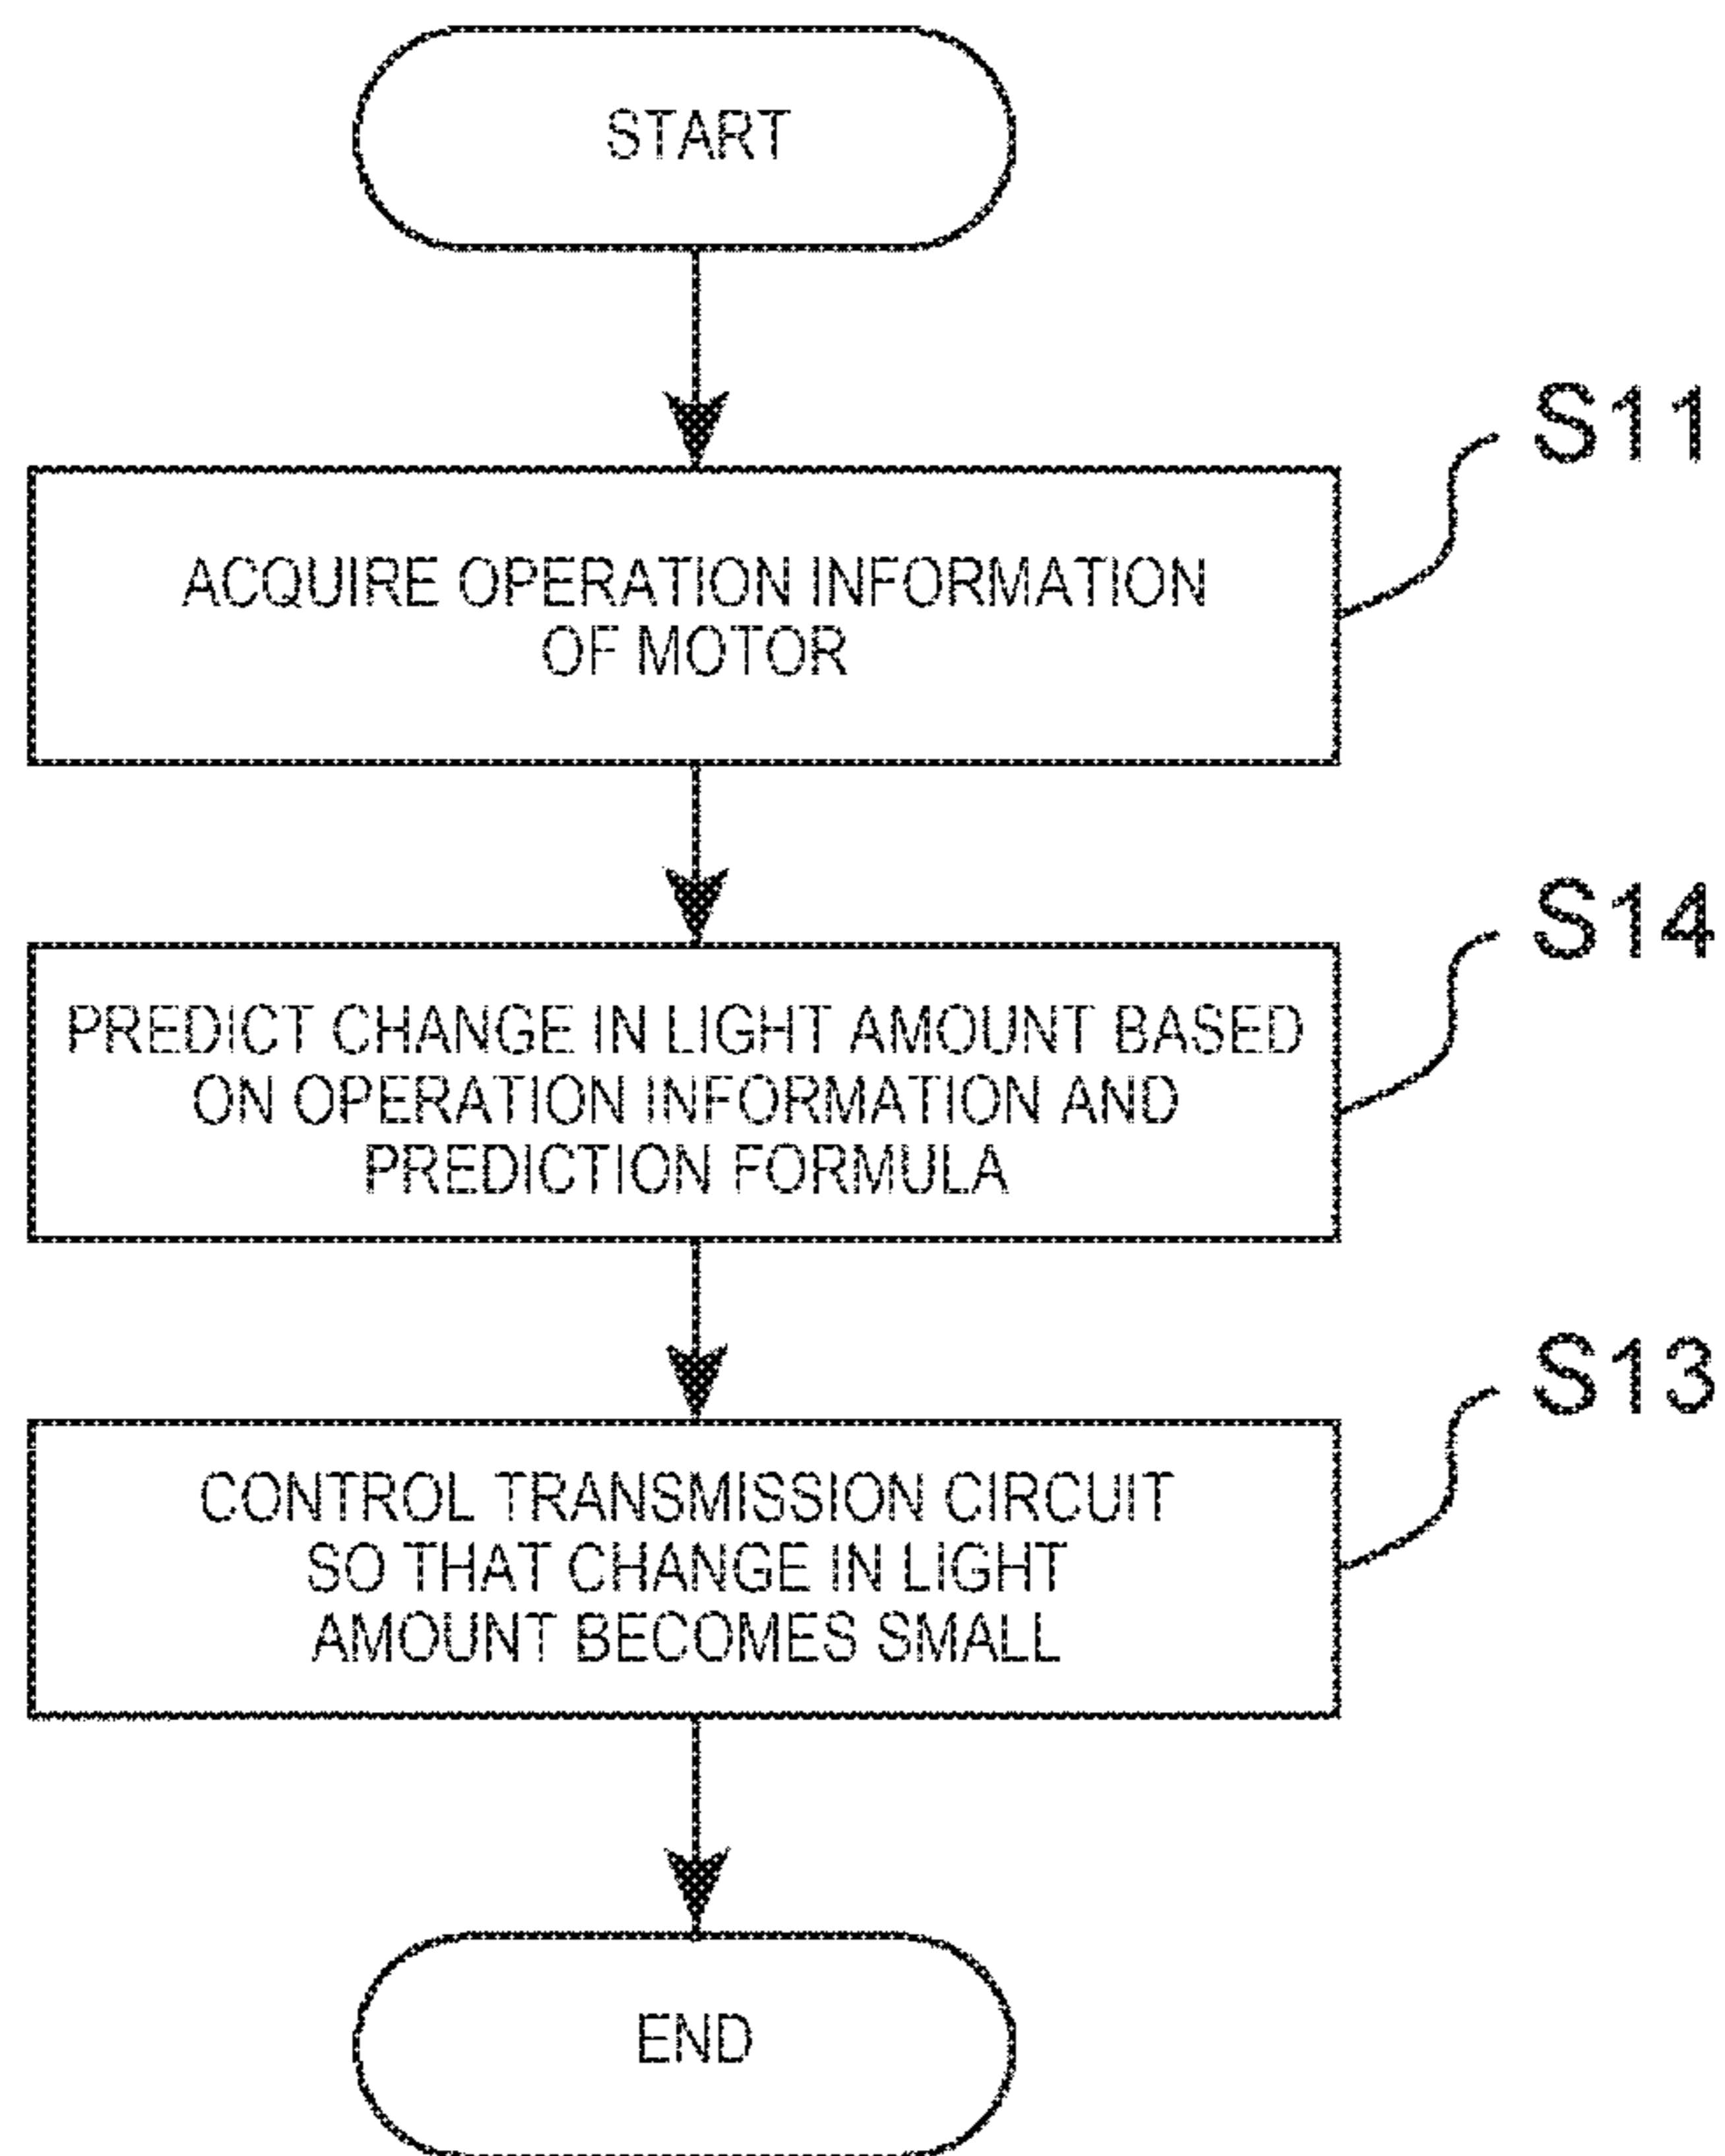 START
S11
ACQUIRE OPERATION INFORMATION
OF MOTOR
S14
PREDICT CHANGE IN LIGHT AMOUNT BASED
ON OPERATION INFORMATION AND
PREDICTION FORMULA
S13
CONTROL TRANSMISSION CIRCUIT
SO THAT CHANGE IN LIGHT
AMOUNT BECOMES SMALL
END